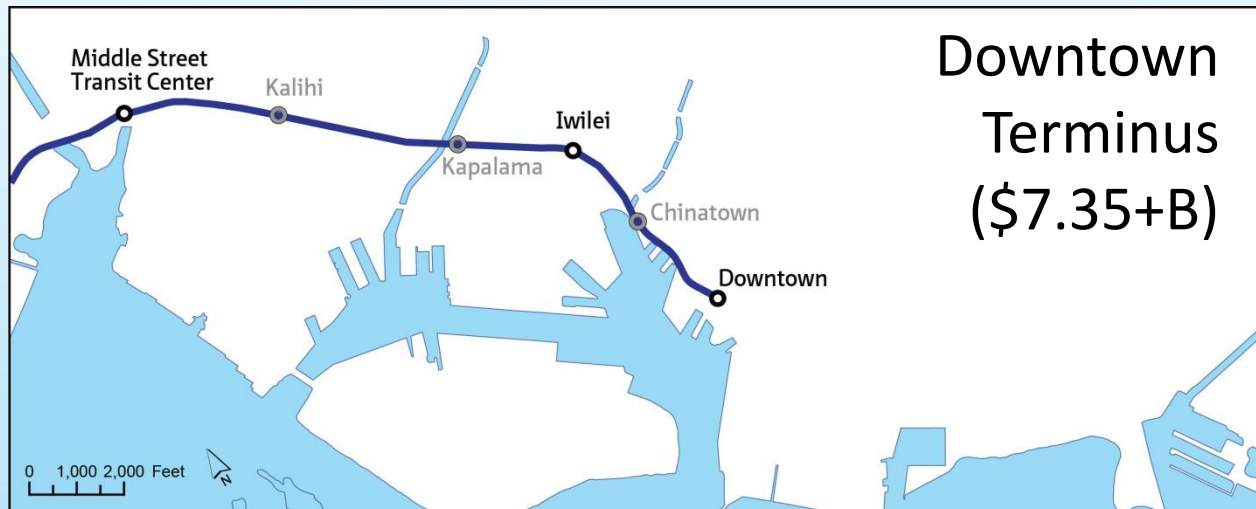 Downtown
Terminus
($7.35+B)
Middle Street
Transit Center
Kalihi
Kapalama
Iwilei
Chinatown
Downtown
0 1,000 2,000 Feet
N